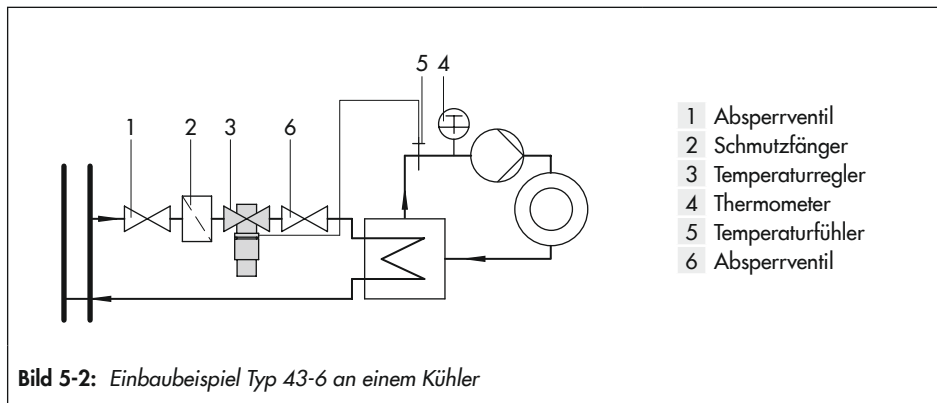 5 4
1 2 3 6
1 Absperrventil
2 Schmutzfänger
3 Temperaturregler
4 Thermometer
5 Temperaturfühler
6 Absperrventil
Bild 5-2: Einbaubeispiel Typ 43-6 an einem Kühler